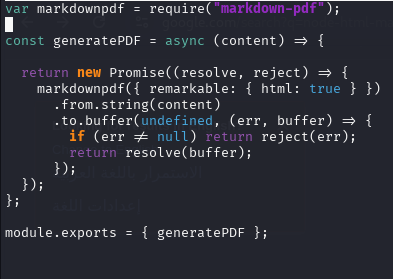 var markdownpdf = require("markdown-pdf");
const generatePDF = async (content) => {
return new Promise((resolve, reject) => {
markdownpdf({ remarkable: { html: true } })
.from.string(content)
.to.buffer(undefined, (err, buffer) => {
if (err != null) return reject(err);
return resolve(buffer);
});
});
};
module.exports = { generatePDF };